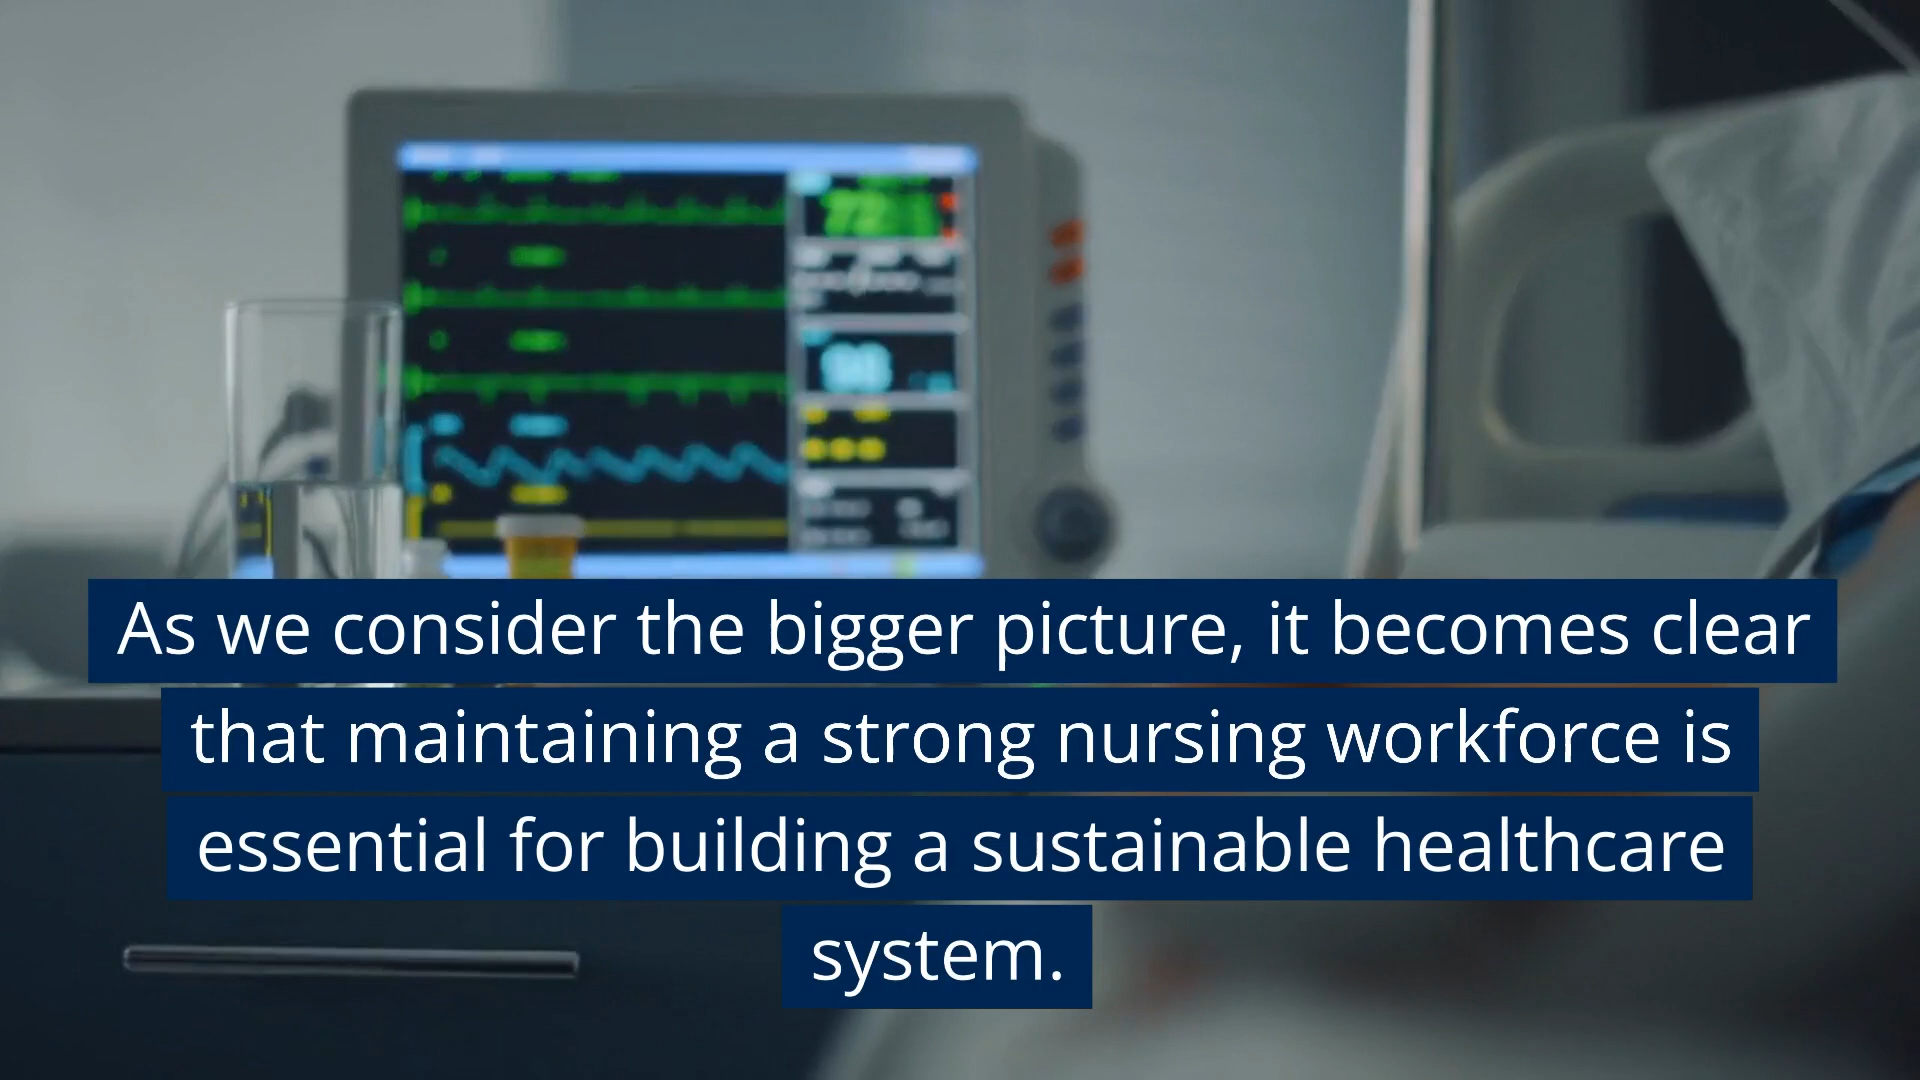 As we consider the bigger picture, it becomes clear
that maintaining a strong nursing workforce is
essential for building a sustainable healthcare
system.